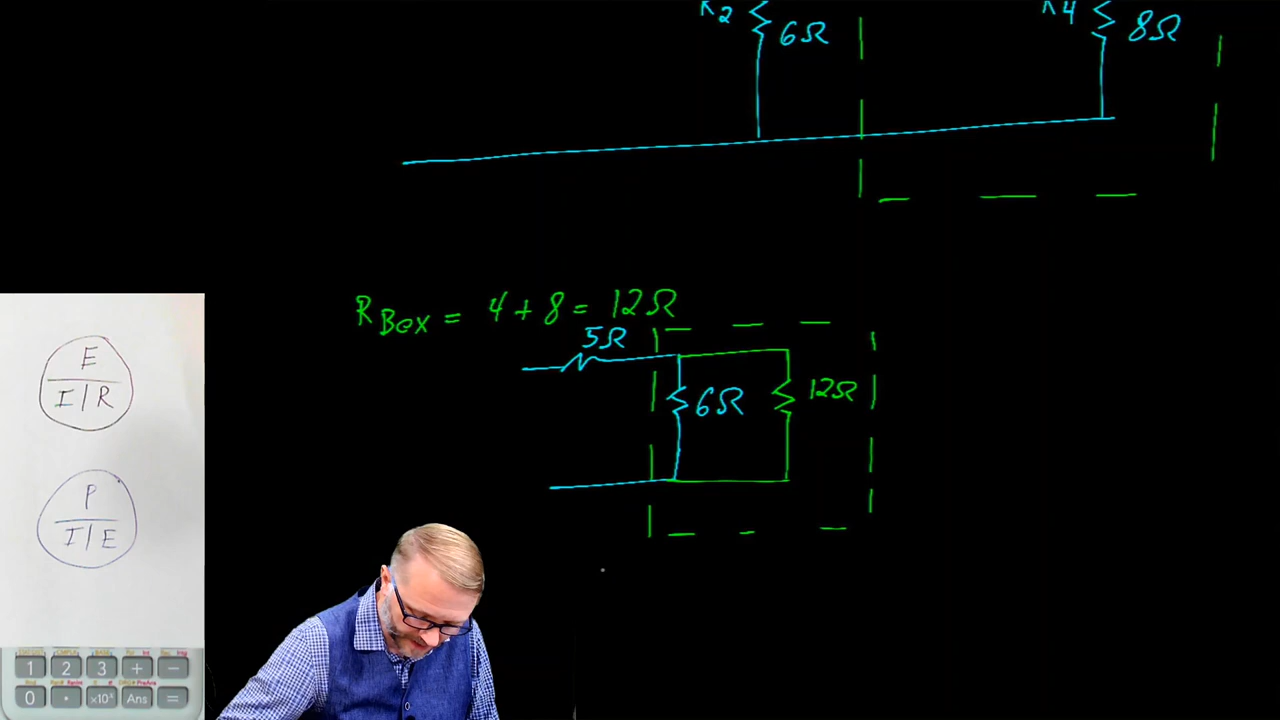 R2 6Ω
R4 8Ω
RBox = 4 + 8 = 12Ω
5Ω
6Ω 12Ω
E
I | R
P
I | E
1 2 3 + −
0 · ×10ˣ Ans =